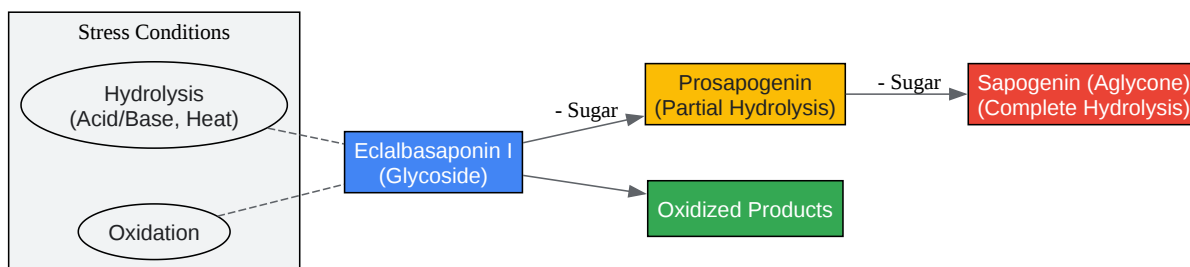 Stress Conditions
Hydrolysis
(Acid/Base, Heat)
Oxidation
Eclalbasaponin I
(Glycoside)
- Sugar
Prosapogenin
(Partial Hydrolysis)
- Sugar
Sapogenin (Aglycone)
(Complete Hydrolysis)
Oxidized Products